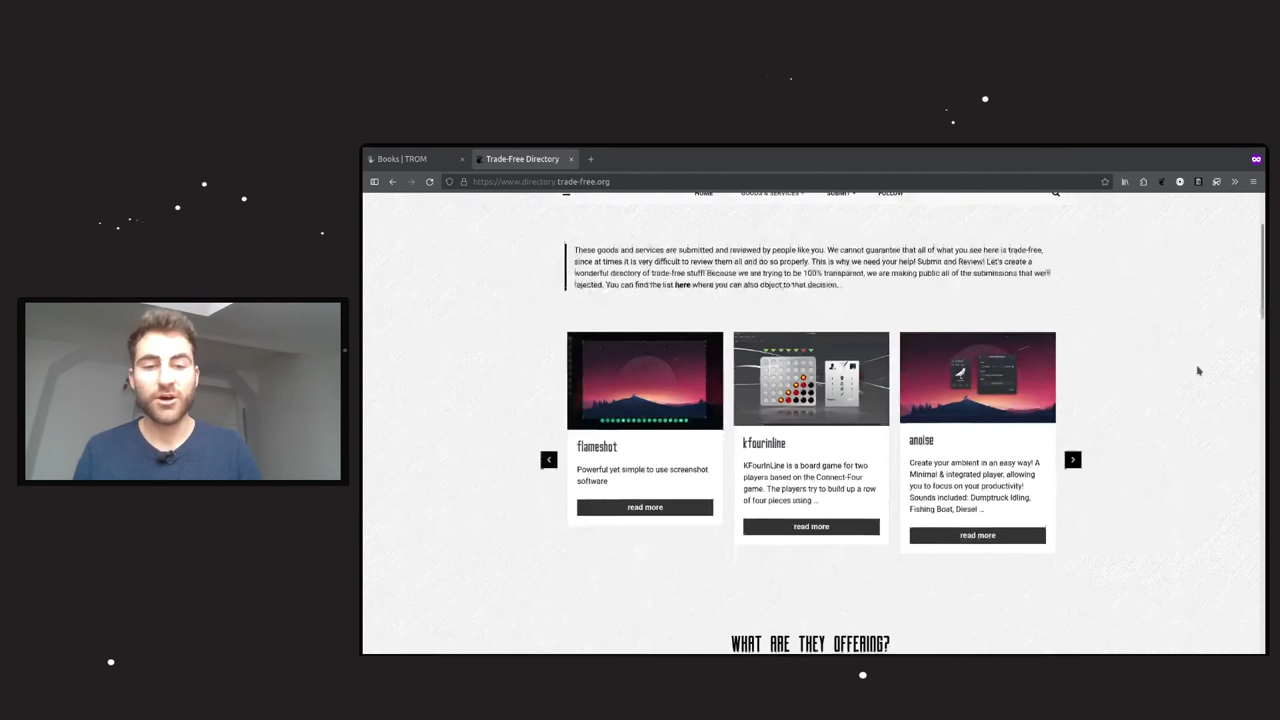 Books | TROM
Trade-Free Directory
https://www.directory.trade-free.org
HOME
GOODS & SERVICES
SUBMIT
FOLLOW
These goods and services are submitted and reviewed by people like you. We cannot guarantee that all of what you see here is trade-free,
since at times it is very difficult to review them all and do so properly. This is why we need your help! Submit and Review! Let's create a
wonderful directory of trade-free stuff! Because we are trying to be 100% transparent, we are making public all of the submissions that we
rejected. You can find the list here where you can also object to that decision..
flameshot
Powerful yet simple to use screenshot
software
read more
kfourinline
KFourInLine is a board game for two
players based on the Connect-Four
game. The players try to build up a row
of four pieces using ...
read more
anoise
Create your ambient in an easy way! A
Minimal & integrated player, allowing
you to focus on your productivity!
Sounds included: Dumptruck Idling,
Fishing Boat, Diesel ...
read more
WHAT ARE THEY OFFERING?